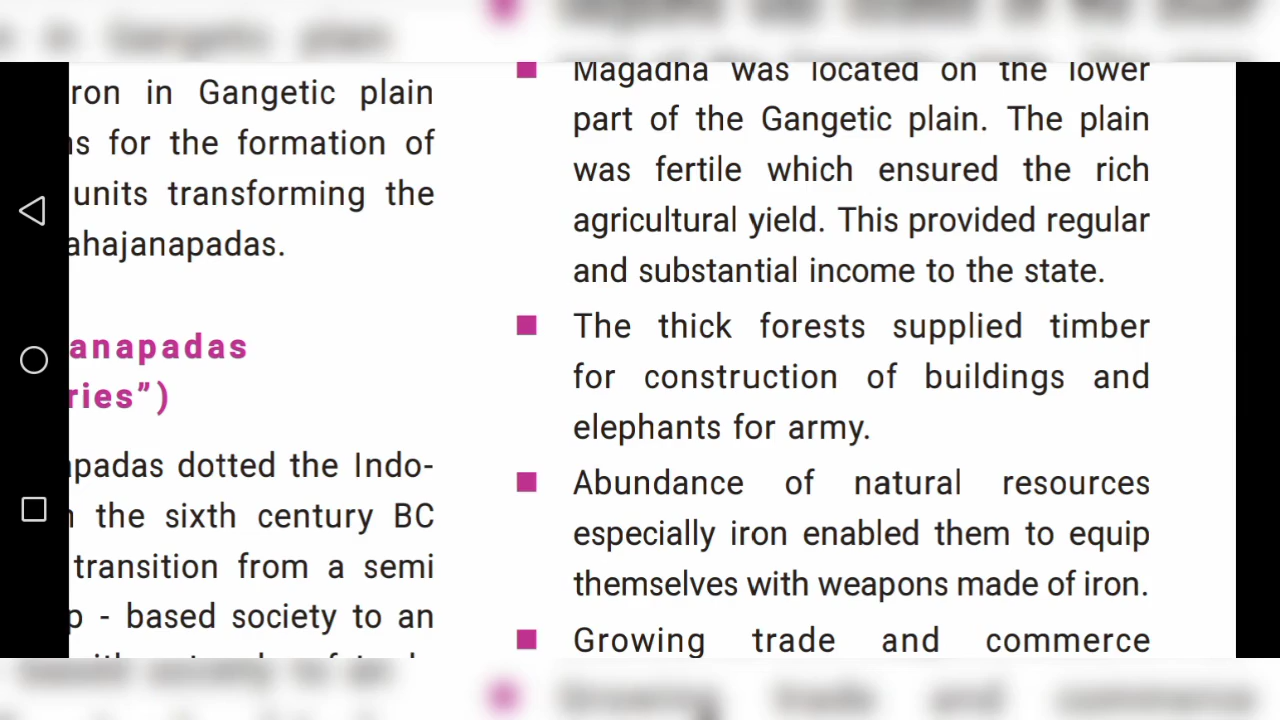 in Gangetic plain
for the formation of
units transforming the
ahajanapadas.
anapadas
ries”)
apadas dotted the Indo-
the sixth century BC
transition from a semi
p - based society to an
Magadha was located on the lower
part of the Gangetic plain. The plain
was fertile which ensured the rich
agricultural yield. This provided regular
and substantial income to the state.
The thick forests supplied timber
for construction of buildings and
elephants for army.
Abundance of natural resources
especially iron enabled them to equip
themselves with weapons made of iron.
Growing trade and commerce